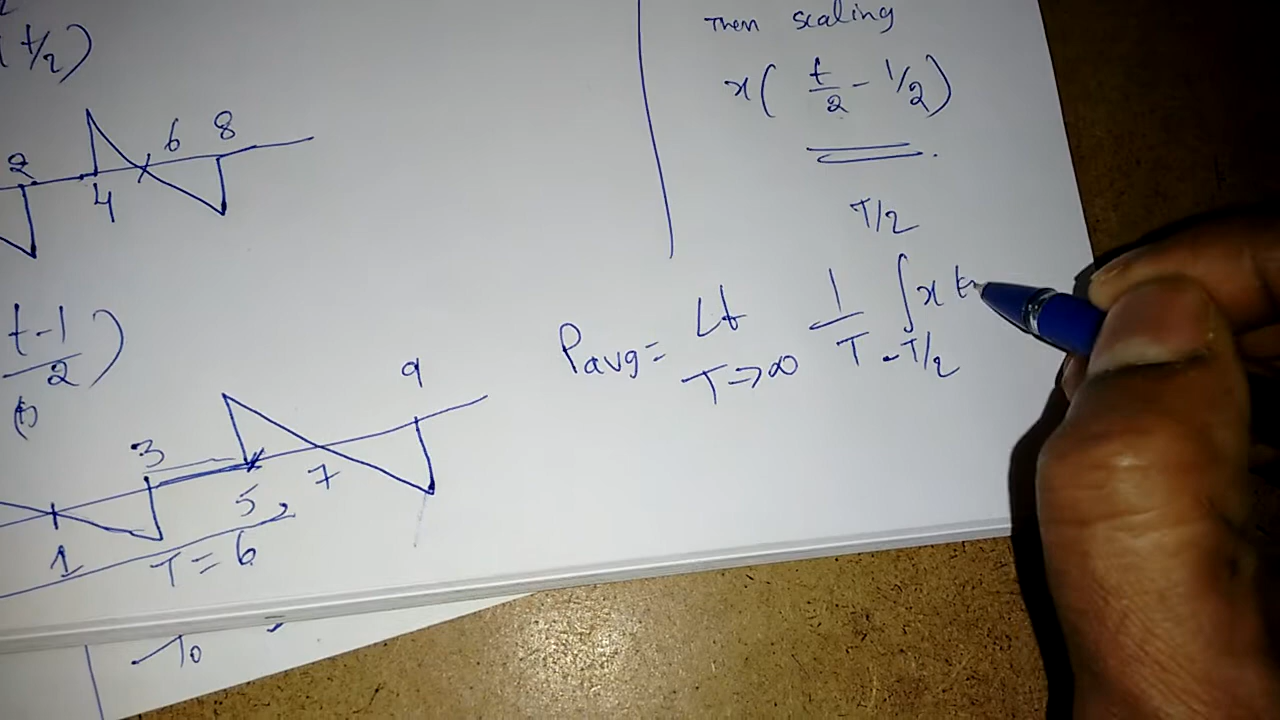 (t/2)
2 4 6 8
(t-1/2)
(t)
1 3 5 7 9
T = 6
To
Then scaling
x( t/2 - 1/2 )
Pavg = Lt T→∞ 1/T ∫ -T/2 T/2 x t